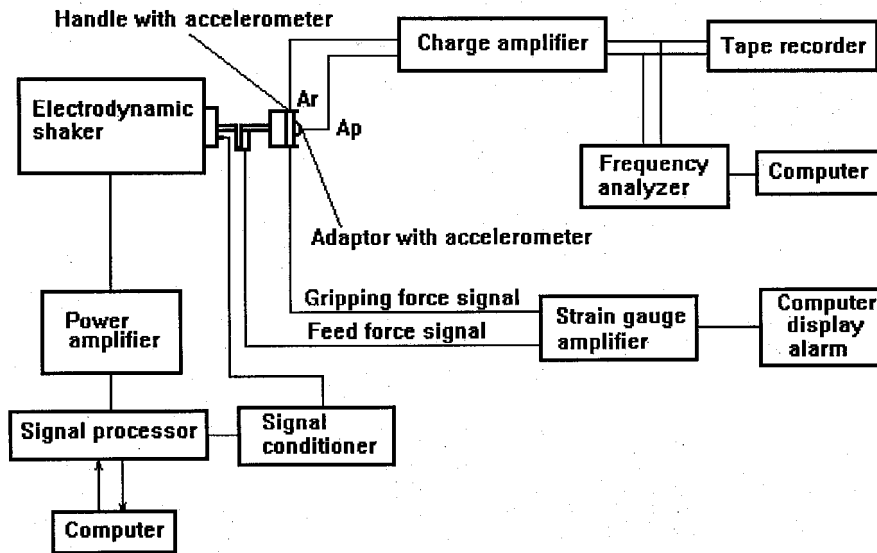 Handle with accelerometer
Charge amplifier
Tape recorder
Electrodynamic
shaker
Ar
Ap
Frequency
analyzer
Computer
Adaptor with accelerometer
Gripping force signal
Feed force signal
Strain gauge
amplifier
Computer
display
alarm
Power
amplifier
Signal processor
Signal
conditioner
Computer